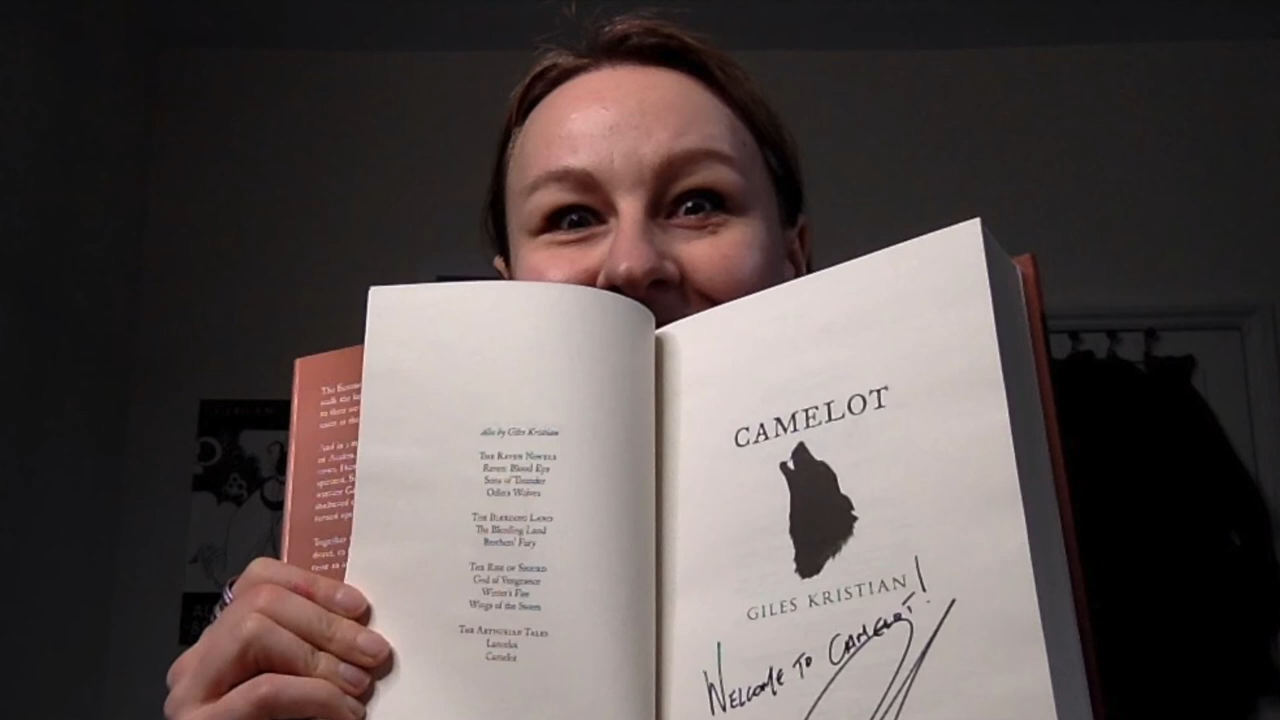 Also by Giles Kristian
THE RAVEN NOVELS
Raven: Blood Eye
Sons of Thunder
Odin's Wolves
THE BLEEDING LAND
The Bleeding Land
Brothers' Fury
THE RISE OF SIGURD
God of Vengeance
Winter's Fire
Wings of the Storm
THE ARTHURIAN TALES
Lancelot
Camelot
CAMELOT
GILES KRISTIAN
WELCOME TO CAMELOT!